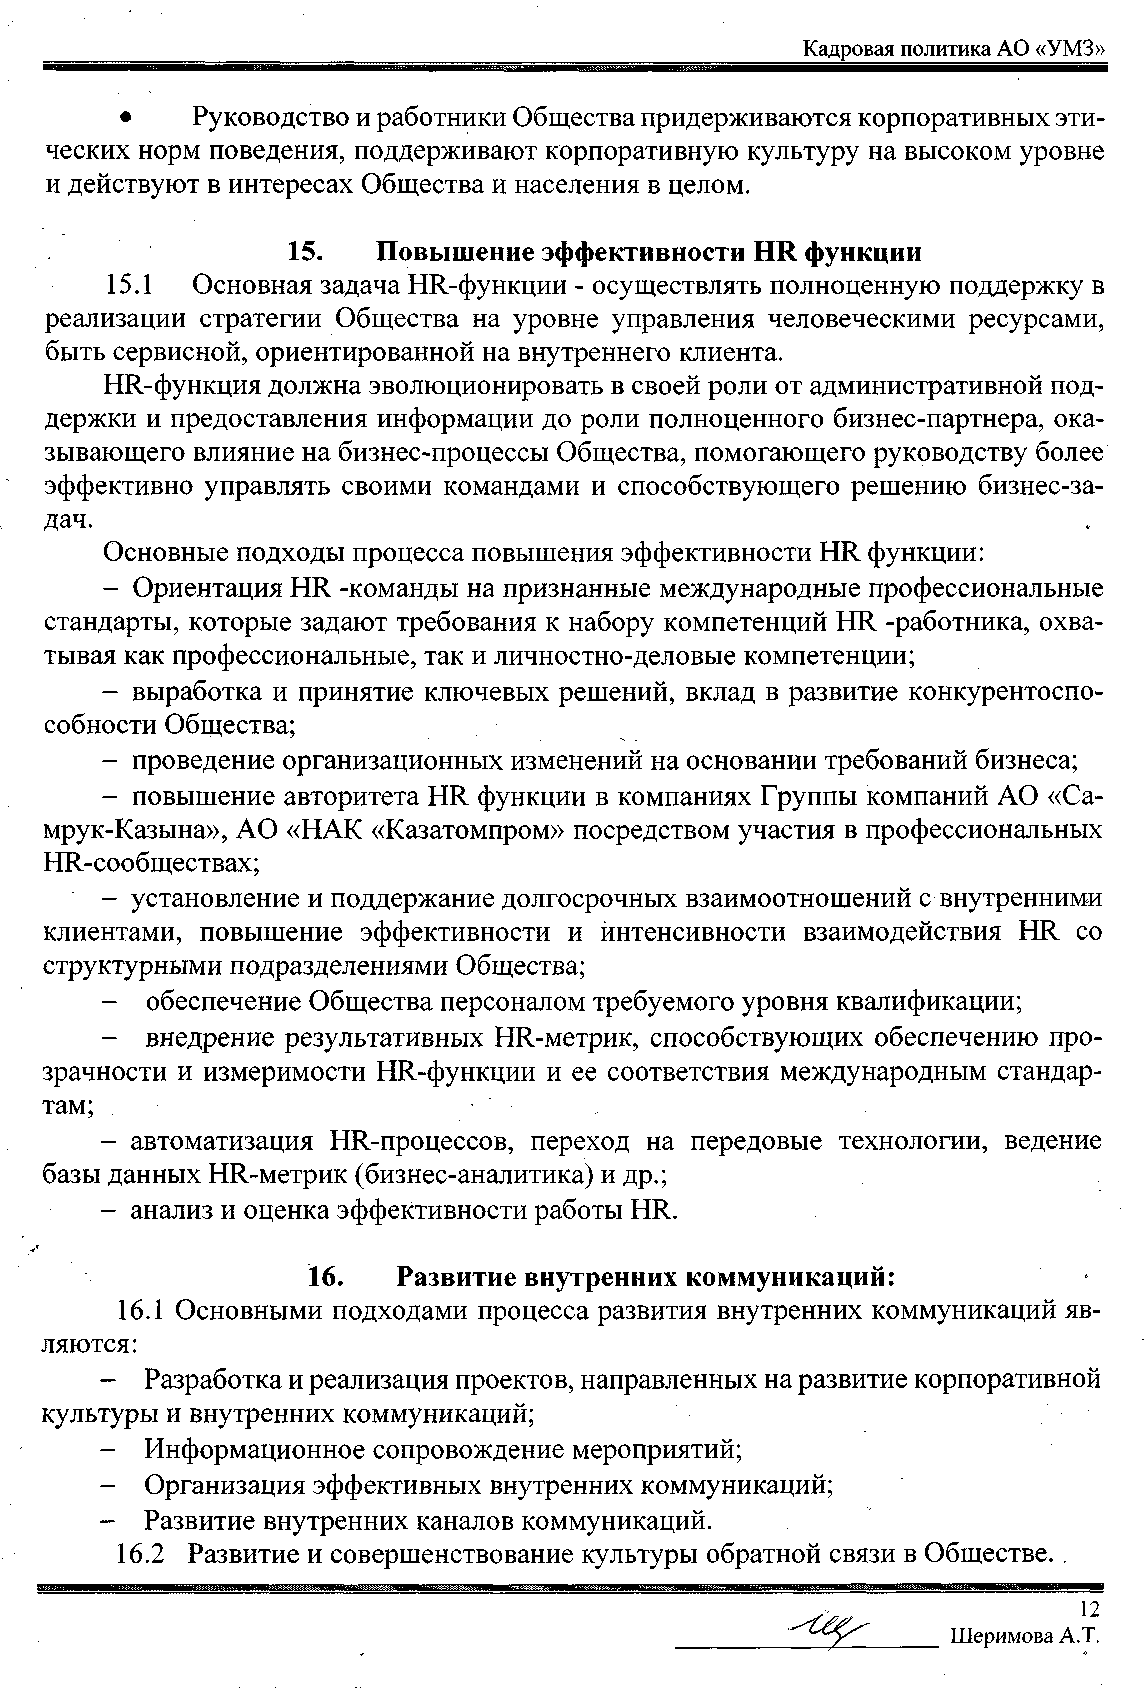 Кадровая политика АО «УМЗ»
• Руководство и работники Общества придерживаются корпоративных эти-
ческих норм поведения, поддерживают корпоративную культуру на высоком уровне
и действуют в интересах Общества и населения в целом.
15. Повышение эффективности HR функции
15.1 Основная задача HR-функции - осуществлять полноценную поддержку в
реализации стратегии Общества на уровне управления человеческими ресурсами,
быть сервисной, ориентированной на внутреннего клиента.
HR-функция должна эволюционировать в своей роли от административной под-
держки и предоставления информации до роли полноценного бизнес-партнера, ока-
зывающего влияние на бизнес-процессы Общества, помогающего руководству более
эффективно управлять своими командами и способствующего решению бизнес-за-
дач.
Основные подходы процесса повышения эффективности HR функции:
– Ориентация HR -команды на признанные международные профессиональные
стандарты, которые задают требования к набору компетенций HR -работника, охва-
тывая как профессиональные, так и личностно-деловые компетенции;
– выработка и принятие ключевых решений, вклад в развитие конкурентоспо-
собности Общества;
– проведение организационных изменений на основании требований бизнеса;
– повышение авторитета HR функции в компаниях Группы компаний АО «Са-
мрук-Казына», АО «НАК «Казатомпром» посредством участия в профессиональных
HR-сообществах;
– установление и поддержание долгосрочных взаимоотношений с внутренними
клиентами, повышение эффективности и интенсивности взаимодействия HR со
структурными подразделениями Общества;
– обеспечение Общества персоналом требуемого уровня квалификации;
– внедрение результативных HR-метрик, способствующих обеспечению про-
зрачности и измеримости HR-функции и ее соответствия международным стандар-
там;
– автоматизация HR-процессов, переход на передовые технологии, ведение
базы данных HR-метрик (бизнес-аналитика) и др.;
– анализ и оценка эффективности работы HR.
16. Развитие внутренних коммуникаций:
16.1 Основными подходами процесса развития внутренних коммуникаций яв-
ляются:
– Разработка и реализация проектов, направленных на развитие корпоративной
культуры и внутренних коммуникаций;
– Информационное сопровождение мероприятий;
– Организация эффективных внутренних коммуникаций;
– Развитие внутренних каналов коммуникаций.
16.2 Развитие и совершенствование культуры обратной связи в Обществе.
12
Шеримова А.Т.